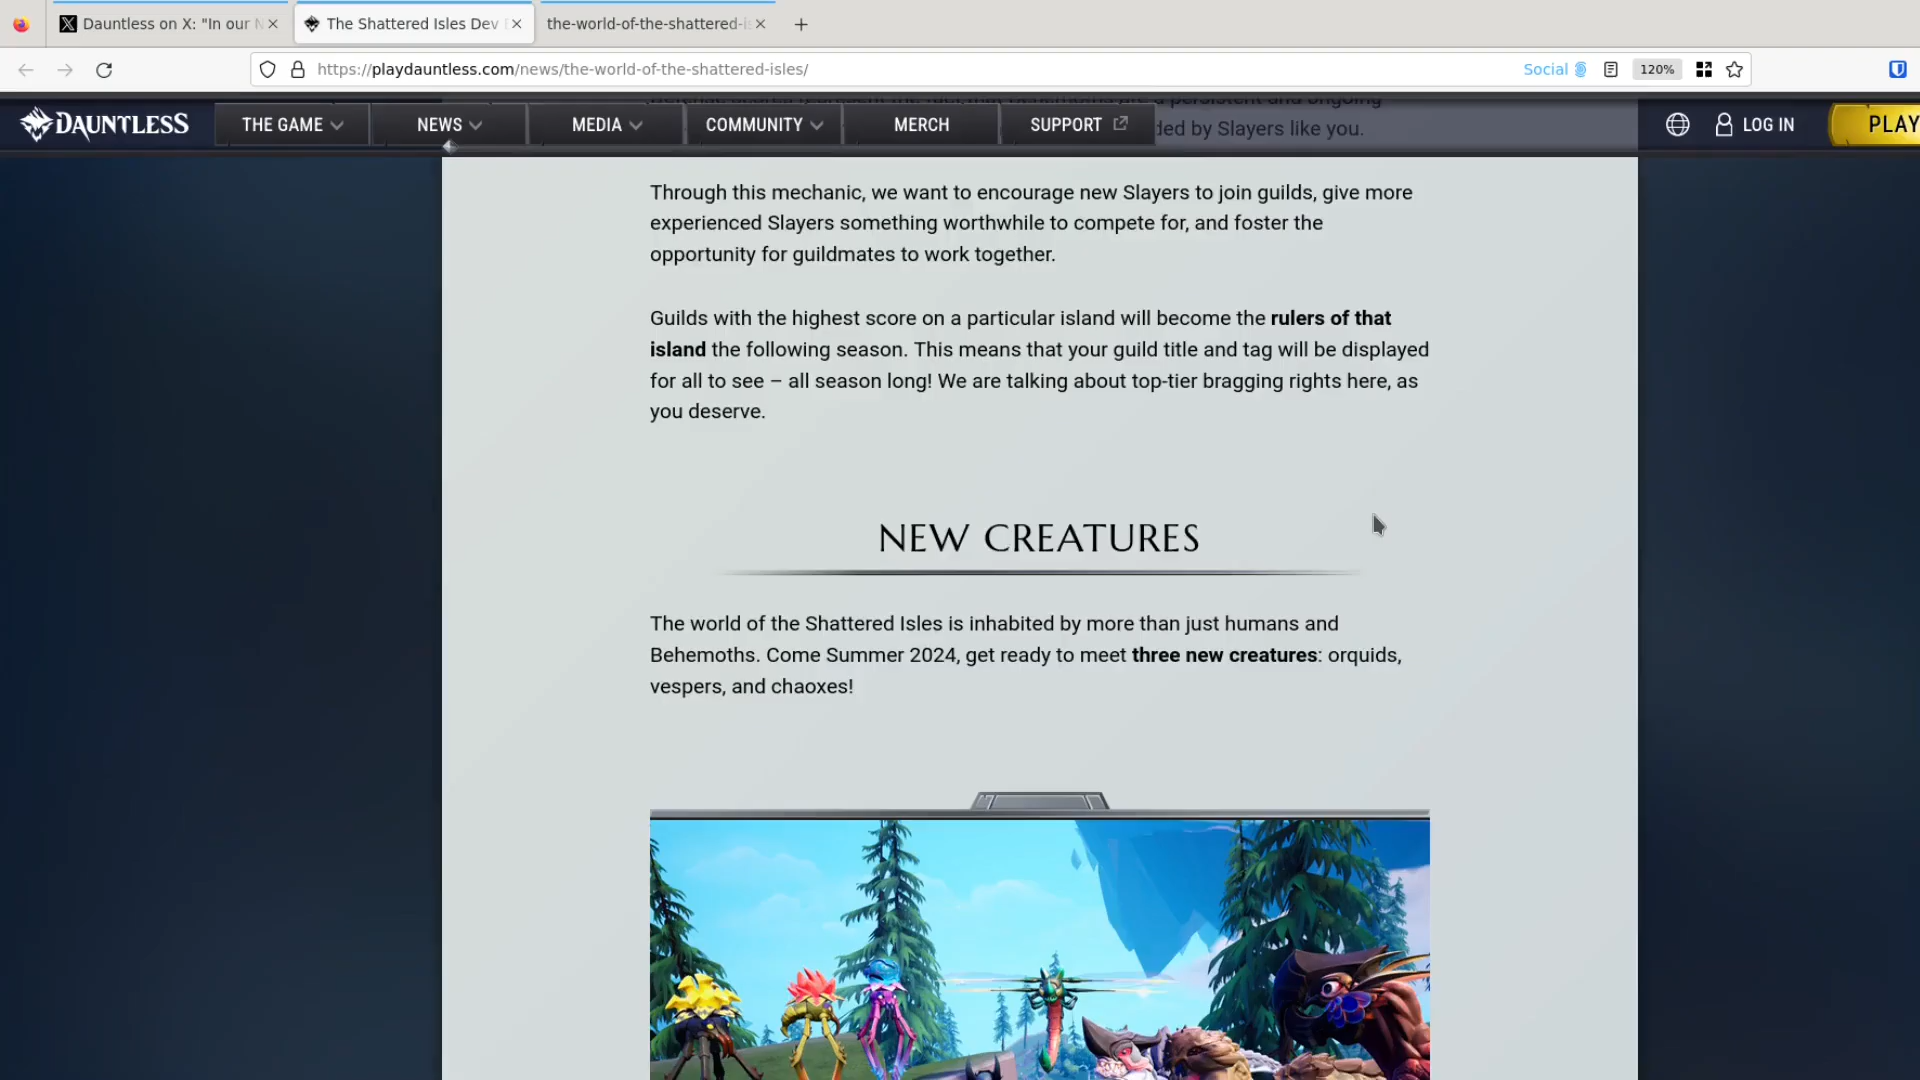 Dauntless on X: "In our N
The Shattered Isles Dev
the-world-of-the-shattered-is
https://playdauntless.com/news/the-world-of-the-shattered-isles/
Social
120%
DAUNTLESS
THE GAME
NEWS
MEDIA
COMMUNITY
MERCH
SUPPORT
LOG IN
PLAY
a persistent and ongoing
ded by Slayers like you.
Through this mechanic, we want to encourage new Slayers to join guilds, give more
experienced Slayers something worthwhile to compete for, and foster the
opportunity for guildmates to work together.
Guilds with the highest score on a particular island will become the rulers of that
island the following season. This means that your guild title and tag will be displayed
for all to see – all season long! We are talking about top-tier bragging rights here, as
you deserve.
NEW CREATURES
The world of the Shattered Isles is inhabited by more than just humans and
Behemoths. Come Summer 2024, get ready to meet three new creatures: orquids,
vespers, and chaoxes!